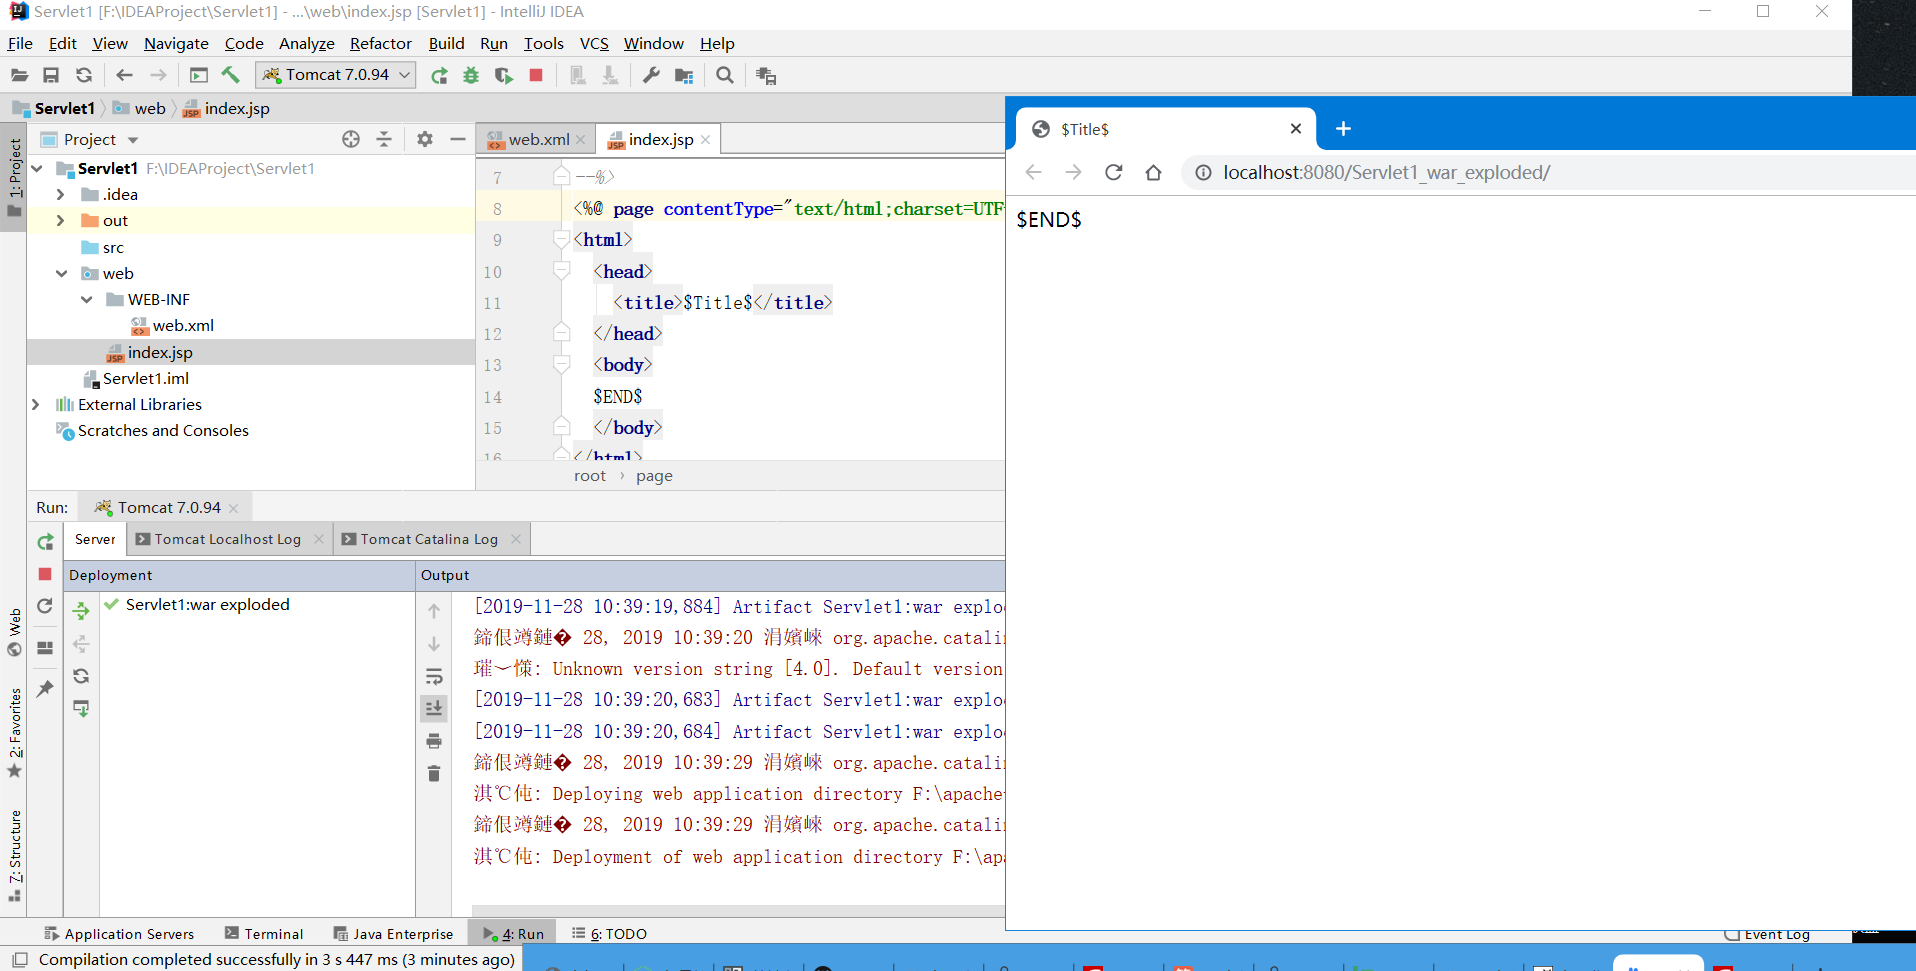 Servlet1 [F:\IDEAProject\Servlet1] - ...\web\index.jsp [Servlet1] - IntelliJ IDEA
File Edit View Navigate Code Analyze Refactor Build Run Tools VCS Window Help
Tomcat 7.0.94
Servlet1 web index.jsp
1: Project
Project
Servlet1 F:\IDEAProject\Servlet1
.idea
out
src
web
WEB-INF
web.xml
index.jsp
Servlet1.iml
External Libraries
Scratches and Consoles
web.xml index.jsp
7 --%>
8 <%@ page contentType="text/html;charset=UTF
9 <html>
10 <head>
11 <title>$Title$</title>
12 </head>
13 <body>
14 $END$
15 </body>
16 </html>
root › page
$Title$
localhost:8080/Servlet1_war_exploded/
$END$
Run: Tomcat 7.0.94
Server Tomcat Localhost Log Tomcat Catalina Log
Deployment Output
Servlet1:war exploded
[2019-11-28 10:39:19,884] Artifact Servlet1:war explo
鍗佷竴鏈� 28, 2019 10:39:20 涓嬪崍 org.apache.catalin
璀﹀憡: Unknown version string [4.0]. Default version
[2019-11-28 10:39:20,683] Artifact Servlet1:war explo
[2019-11-28 10:39:20,684] Artifact Servlet1:war explo
鍗佷竴鏈� 28, 2019 10:39:29 涓嬪崍 org.apache.catalin
淇℃伅: Deploying web application directory F:\apache
鍗佷竴鏈� 28, 2019 10:39:29 涓嬪崍 org.apache.catalin
淇℃伅: Deployment of web application directory F:\apa
Web
2: Favorites
7: Structure
Application Servers Terminal Java Enterprise 4: Run 6: TODO Event Log
Compilation completed successfully in 3 s 447 ms (3 minutes ago)